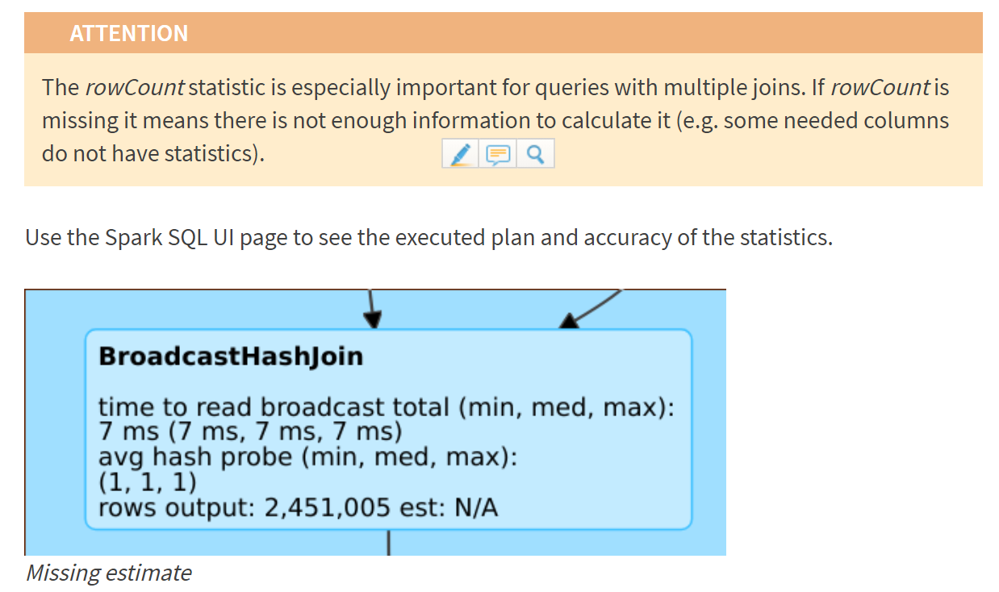 ATTENTION
The rowCount statistic is especially important for queries with multiple joins. If rowCount is
missing it means there is not enough information to calculate it (e.g. some needed columns
do not have statistics).
Use the Spark SQL UI page to see the executed plan and accuracy of the statistics.
BroadcastHashJoin
time to read broadcast total (min, med, max):
7 ms (7 ms, 7 ms, 7 ms)
avg hash probe (min, med, max):
(1, 1, 1)
rows output: 2,451,005 est: N/A
Missing estimate